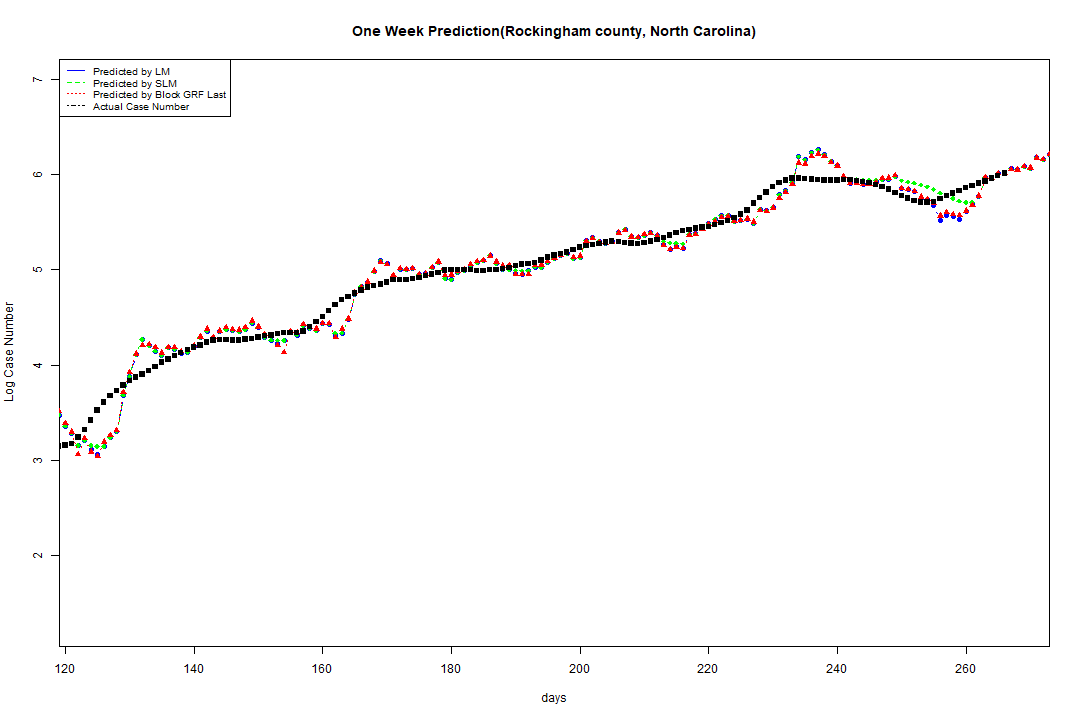 One Week Prediction(Rockingham county, North Carolina)
Predicted by LM
Predicted by SLM
Predicted by Block GRF Last
Actual Case Number
7
6
5
4
3
2
Log Case Number
120 140 160 180 200 220 240 260
days